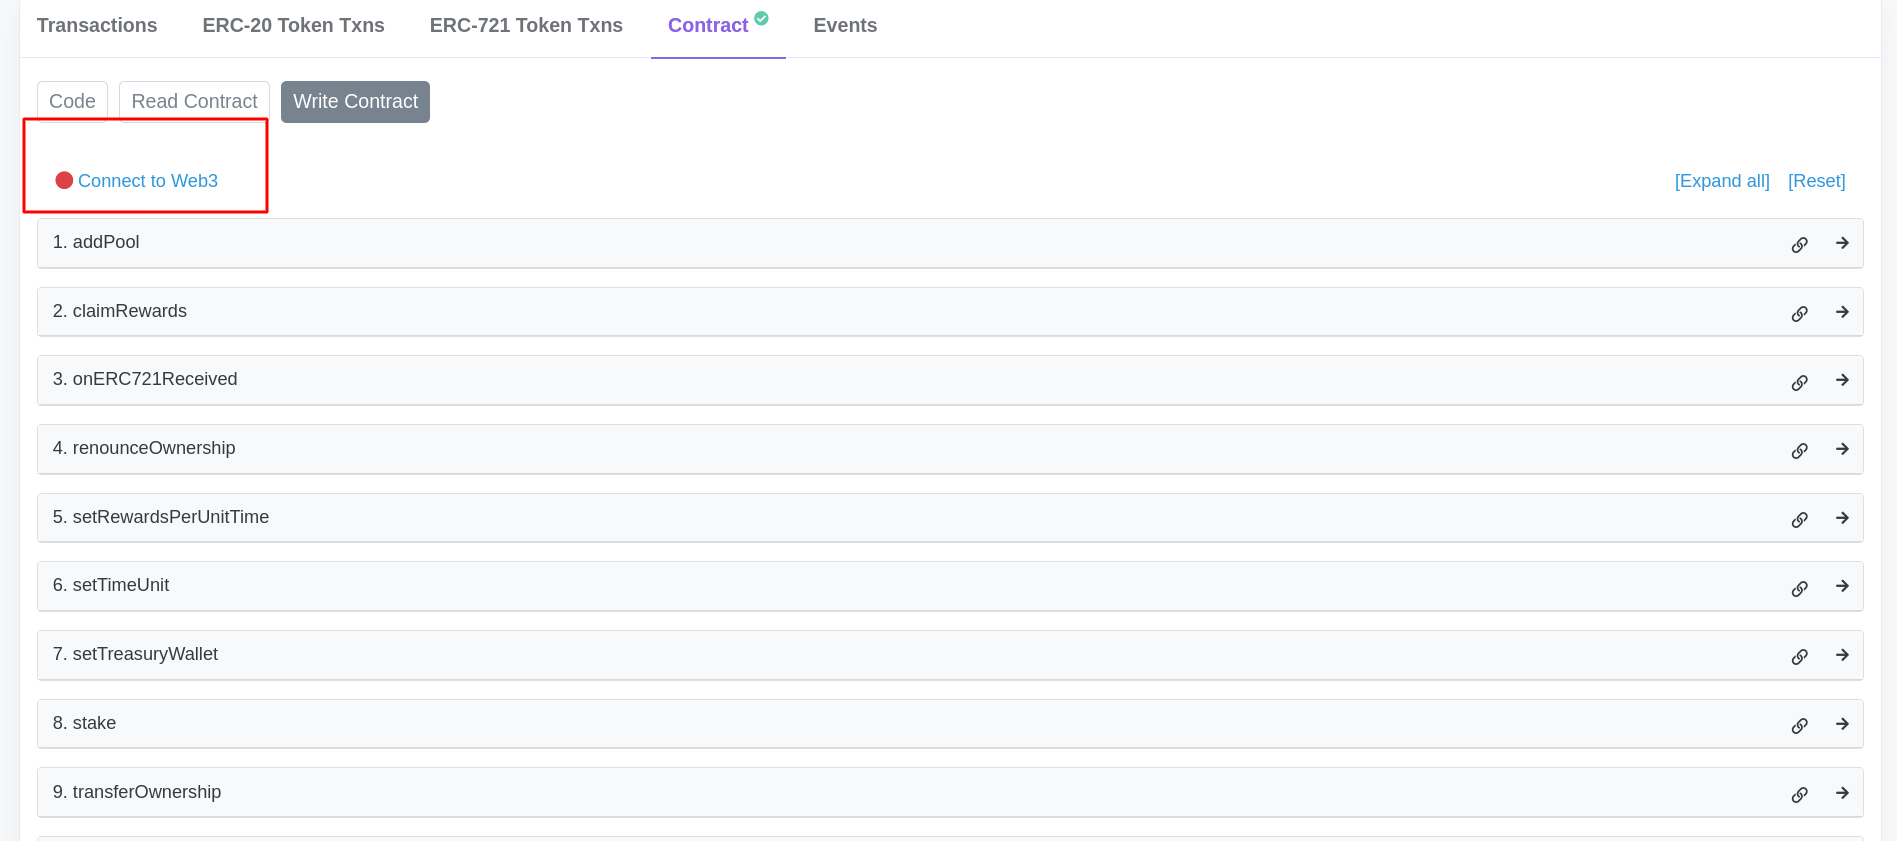 Transactions ERC-20 Token Txns ERC-721 Token Txns Contract Events
Code Read Contract Write Contract
Connect to Web3 [Expand all] [Reset]
1. addPool
2. claimRewards
3. onERC721Received
4. renounceOwnership
5. setRewardsPerUnitTime
6. setTimeUnit
7. setTreasuryWallet
8. stake
9. transferOwnership